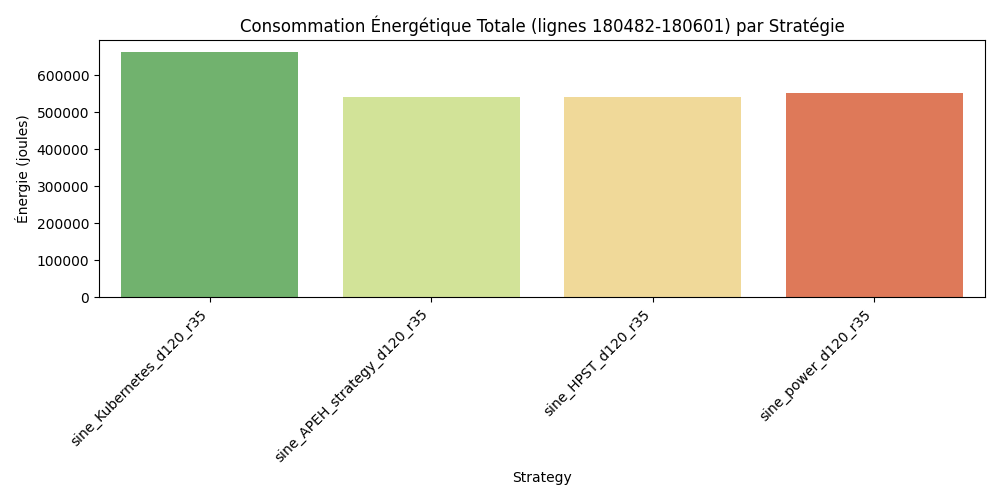 Consommation Énergétique Totale (lignes 180482-180601) par Stratégie
Énergie (joules)
600000
500000
400000
300000
200000
100000
0
sine_Kubernetes_d120_r35
sine_APEH_strategy_d120_r35
sine_HPST_d120_r35
sine_power_d120_r35
Strategy